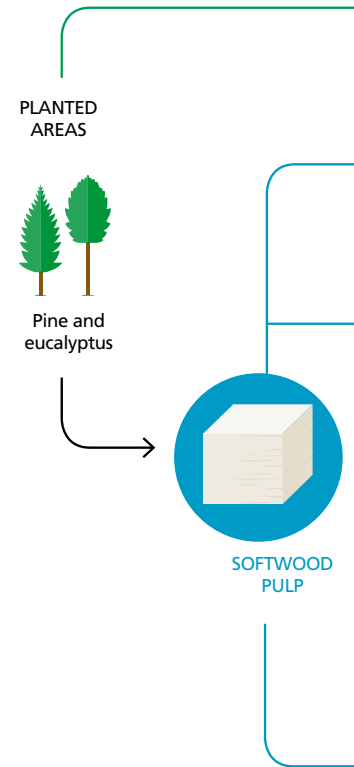 PLANTED
AREAS
Pine and
eucalyptus
SOFTWOOD
PULP